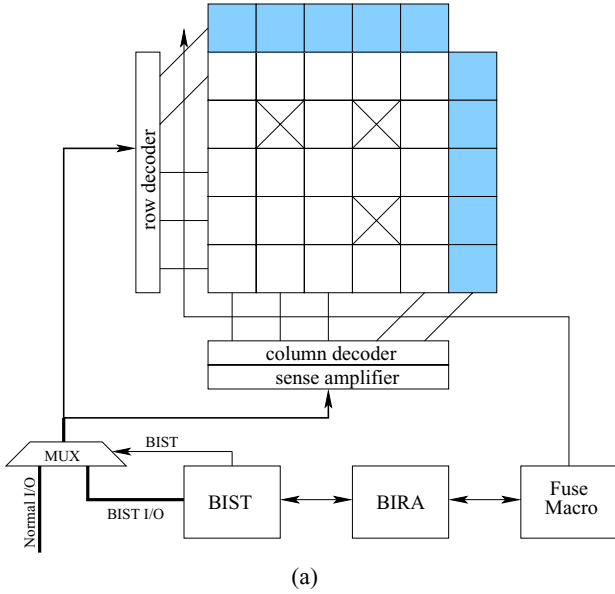 row decoder
column decoder
sense amplifier
BIST
MUX
Normal I/O
BIST I/O
BIST
BIRA
Fuse
Macro
(a)